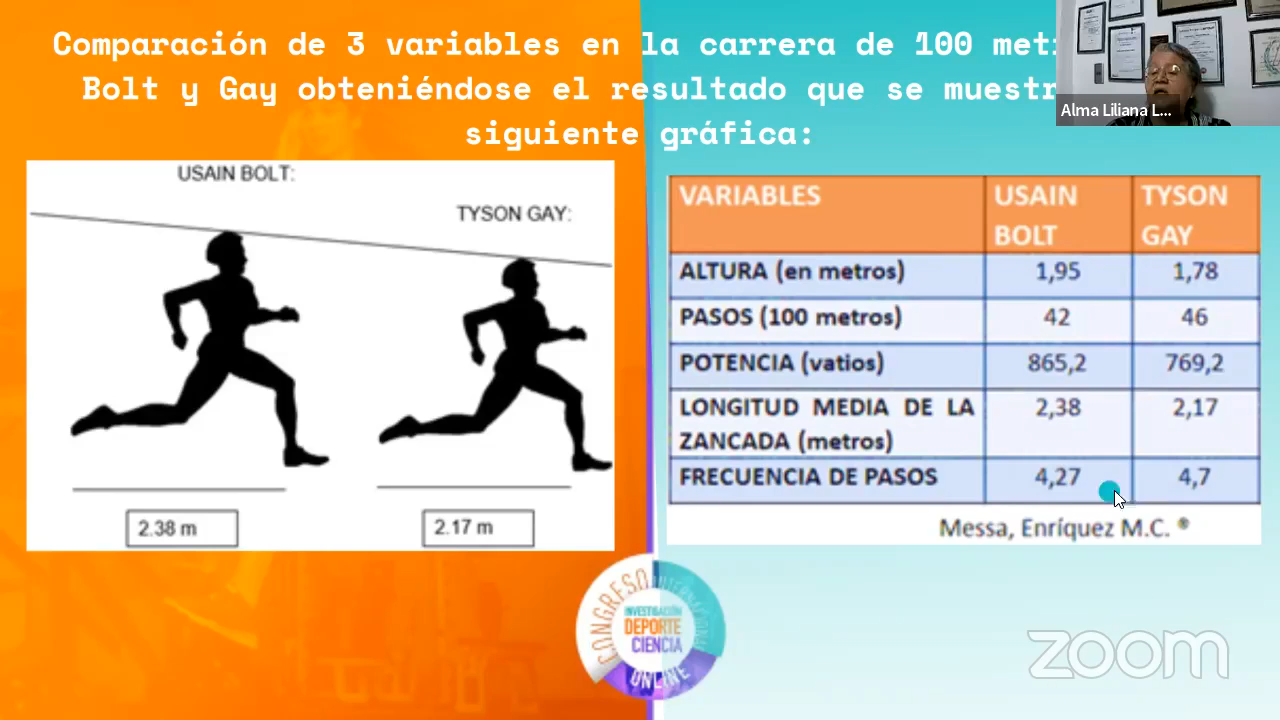 Comparación de 3 variables en la carrera de 100
Bolt y Gay obteniéndose el resultado que se
siguiente gráfica:
Alma Liliana L...
USAIN BOLT:
TYSON GAY:
2.38 m
2.17 m
VARIABLES USAIN BOLT TYSON GAY
ALTURA (en metros) 1,95 1,78
PASOS (100 metros) 42 46
POTENCIA (vatios) 865,2 769,2
LONGITUD MEDIA DE LA
ZANCADA (metros) 2,38 2,17
FRECUENCIA DE PASOS 4,27 4,7
Messa, Enríquez M.C. ®
CONGRESO INTERNACIONAL
INVESTIGACIÓN
DEPORTE
CIENCIA
ONLINE
zoom